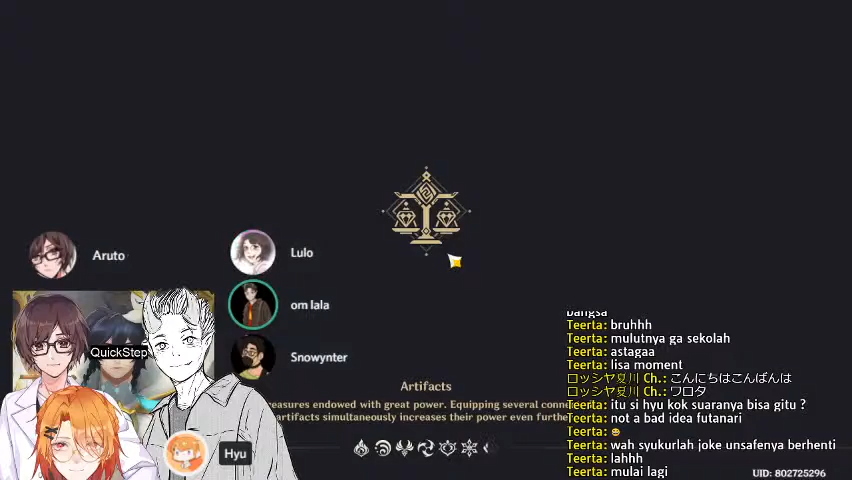 Aruto
Lulo
om lala
QuickStep
Snowynter
Hyu
Artifacts
easures endowed with great power. Equipping several conne
artifacts simultaneously increases their power even furthe
bangsa
Teerta: bruhhh
Teerta: mulutnya ga sekolah
Teerta: astagaa
Teerta: lisa moment
ロッシヤ夏川 Ch.: こんにちはこんばんは
ロッシヤ夏川 Ch.: ワロタ
Teerta: itu si hyu kok suaranya bisa gitu ?
Teerta: not a bad idea futanari
Teerta:
Teerta: wah syukurlah joke unsafenya berhenti
Teerta: lahhh
Teerta: mulai lagi
UID: 802725296